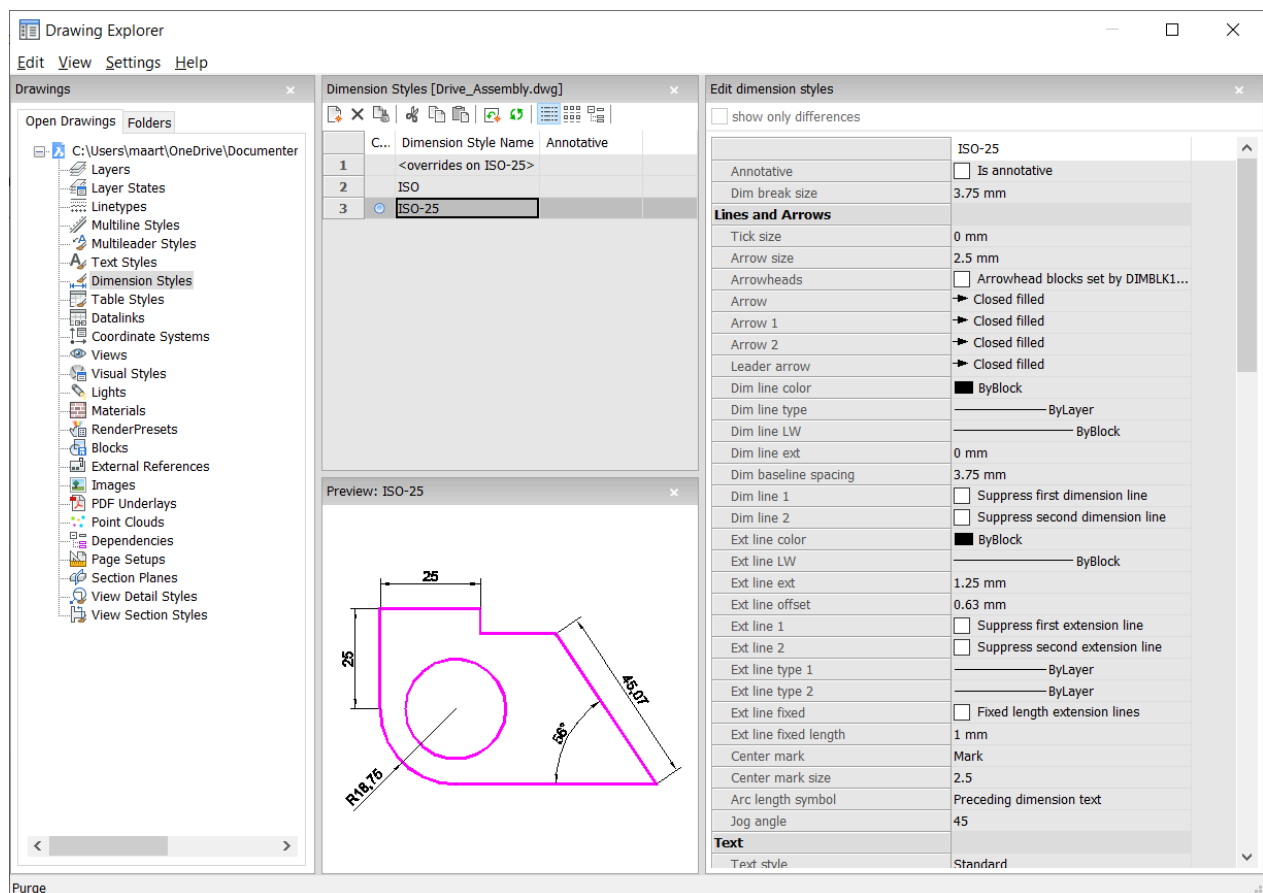 Drawing Explorer
Edit View Settings Help
Drawings
Open Drawings Folders
C:\Users\maart\OneDrive\Documenter
Layers
Layer States
Linetypes
Multiline Styles
Multileader Styles
Text Styles
Dimension Styles
Table Styles
Datalinks
Coordinate Systems
Views
Visual Styles
Lights
Materials
RenderPresets
Blocks
External References
Images
PDF Underlays
Point Clouds
Dependencies
Page Setups
Section Planes
View Detail Styles
View Section Styles
Dimension Styles [Drive_Assembly.dwg]
C... Dimension Style Name Annotative
1 <overrides on ISO-25>
2 ISO
3 ISO-25
Preview: ISO-25
25
25
45,07
56°
R18,75
Edit dimension styles
show only differences
ISO-25
Annotative Is annotative
Dim break size 3.75 mm
Lines and Arrows
Tick size 0 mm
Arrow size 2.5 mm
Arrowheads Arrowhead blocks set by DIMBLK1...
Arrow Closed filled
Arrow 1 Closed filled
Arrow 2 Closed filled
Leader arrow Closed filled
Dim line color ByBlock
Dim line type ByLayer
Dim line LW ByBlock
Dim line ext 0 mm
Dim baseline spacing 3.75 mm
Dim line 1 Suppress first dimension line
Dim line 2 Suppress second dimension line
Ext line color ByBlock
Ext line LW ByBlock
Ext line ext 1.25 mm
Ext line offset 0.63 mm
Ext line 1 Suppress first extension line
Ext line 2 Suppress second extension line
Ext line type 1 ByLayer
Ext line type 2 ByLayer
Ext line fixed Fixed length extension lines
Ext line fixed length 1 mm
Center mark Mark
Center mark size 2.5
Arc length symbol Preceding dimension text
Jog angle 45
Text
Text style Standard
Purge